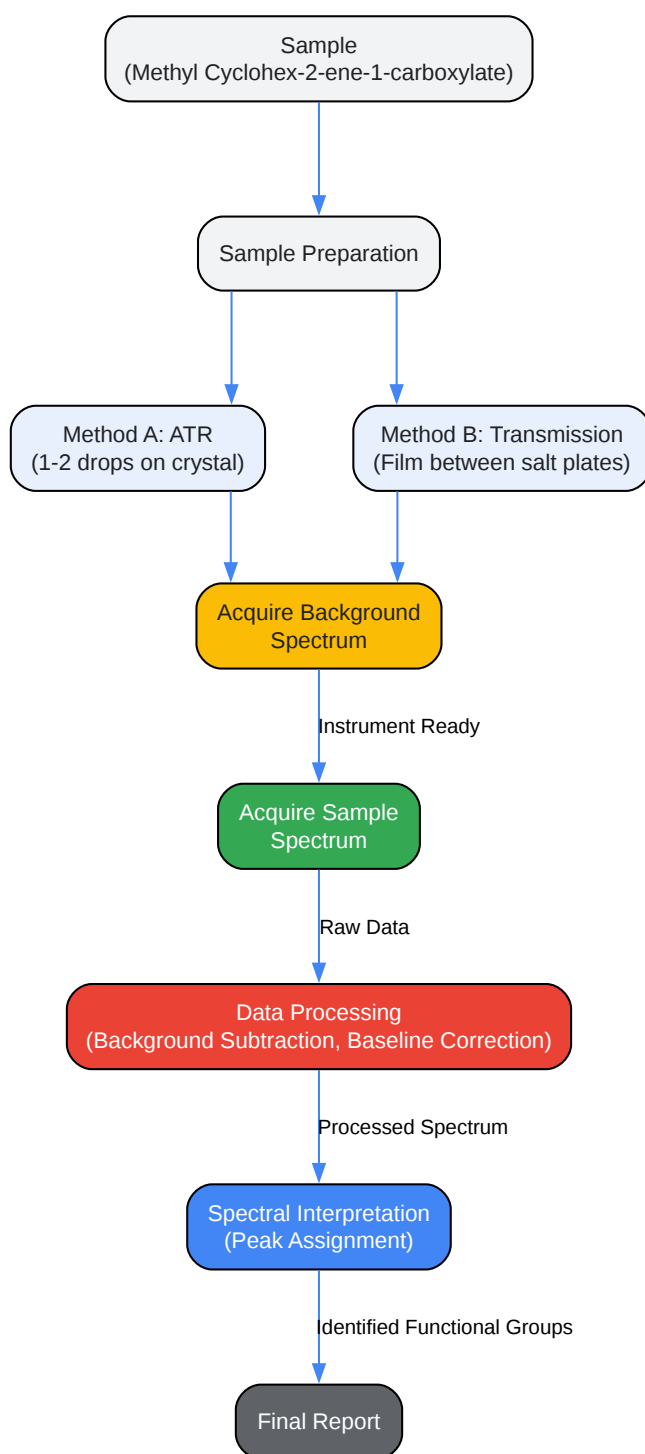 Sample
(Methyl Cyclohex-2-ene-1-carboxylate)
Sample Preparation
Method A: ATR
(1-2 drops on crystal)
Method B: Transmission
(Film between salt plates)
Acquire Background
Spectrum
Instrument Ready
Acquire Sample
Spectrum
Raw Data
Data Processing
(Background Subtraction, Baseline Correction)
Processed Spectrum
Spectral Interpretation
(Peak Assignment)
Identified Functional Groups
Final Report